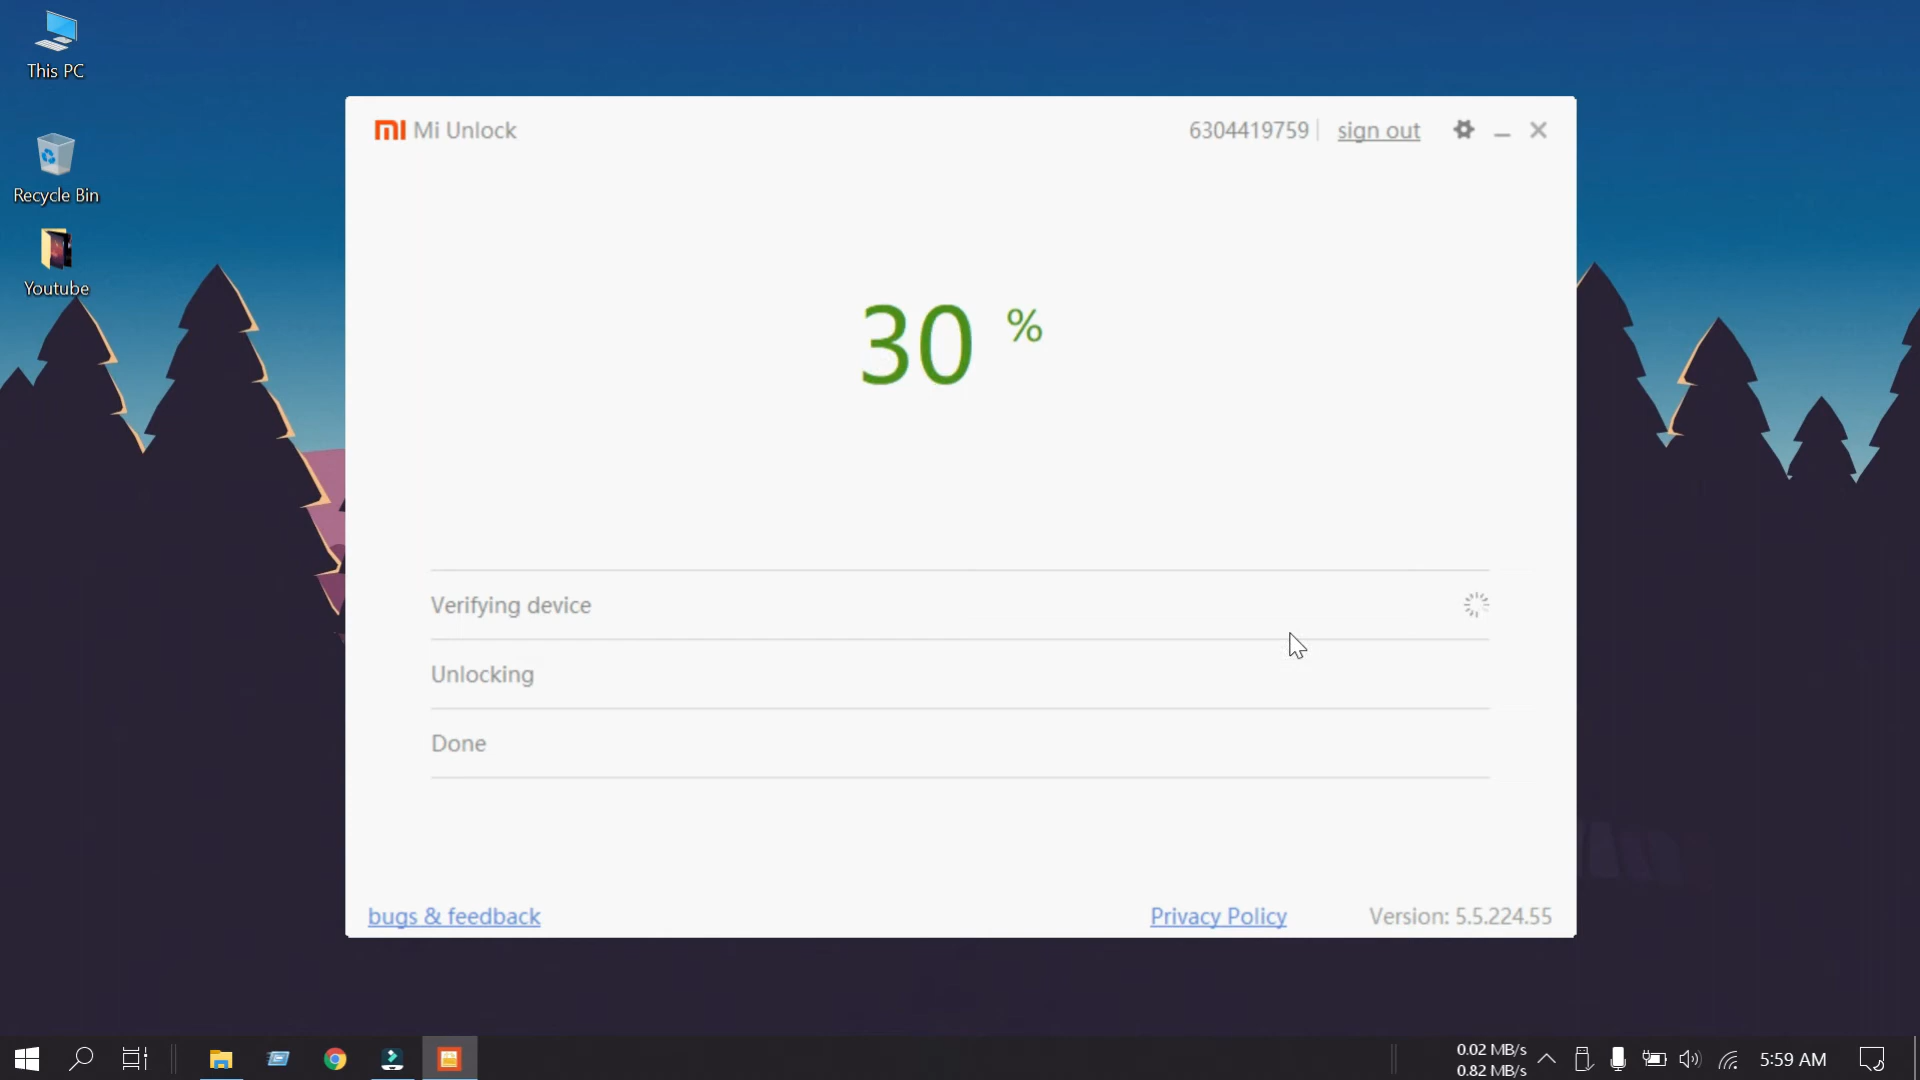 This PC
Recycle Bin
Youtube
mi Mi Unlock
6304419759 sign out
30 %
Verifying device
Unlocking
Done
bugs & feedback
Privacy Policy
Version: 5.5.224.55
0.02 MB/s
0.82 MB/s
5:59 AM